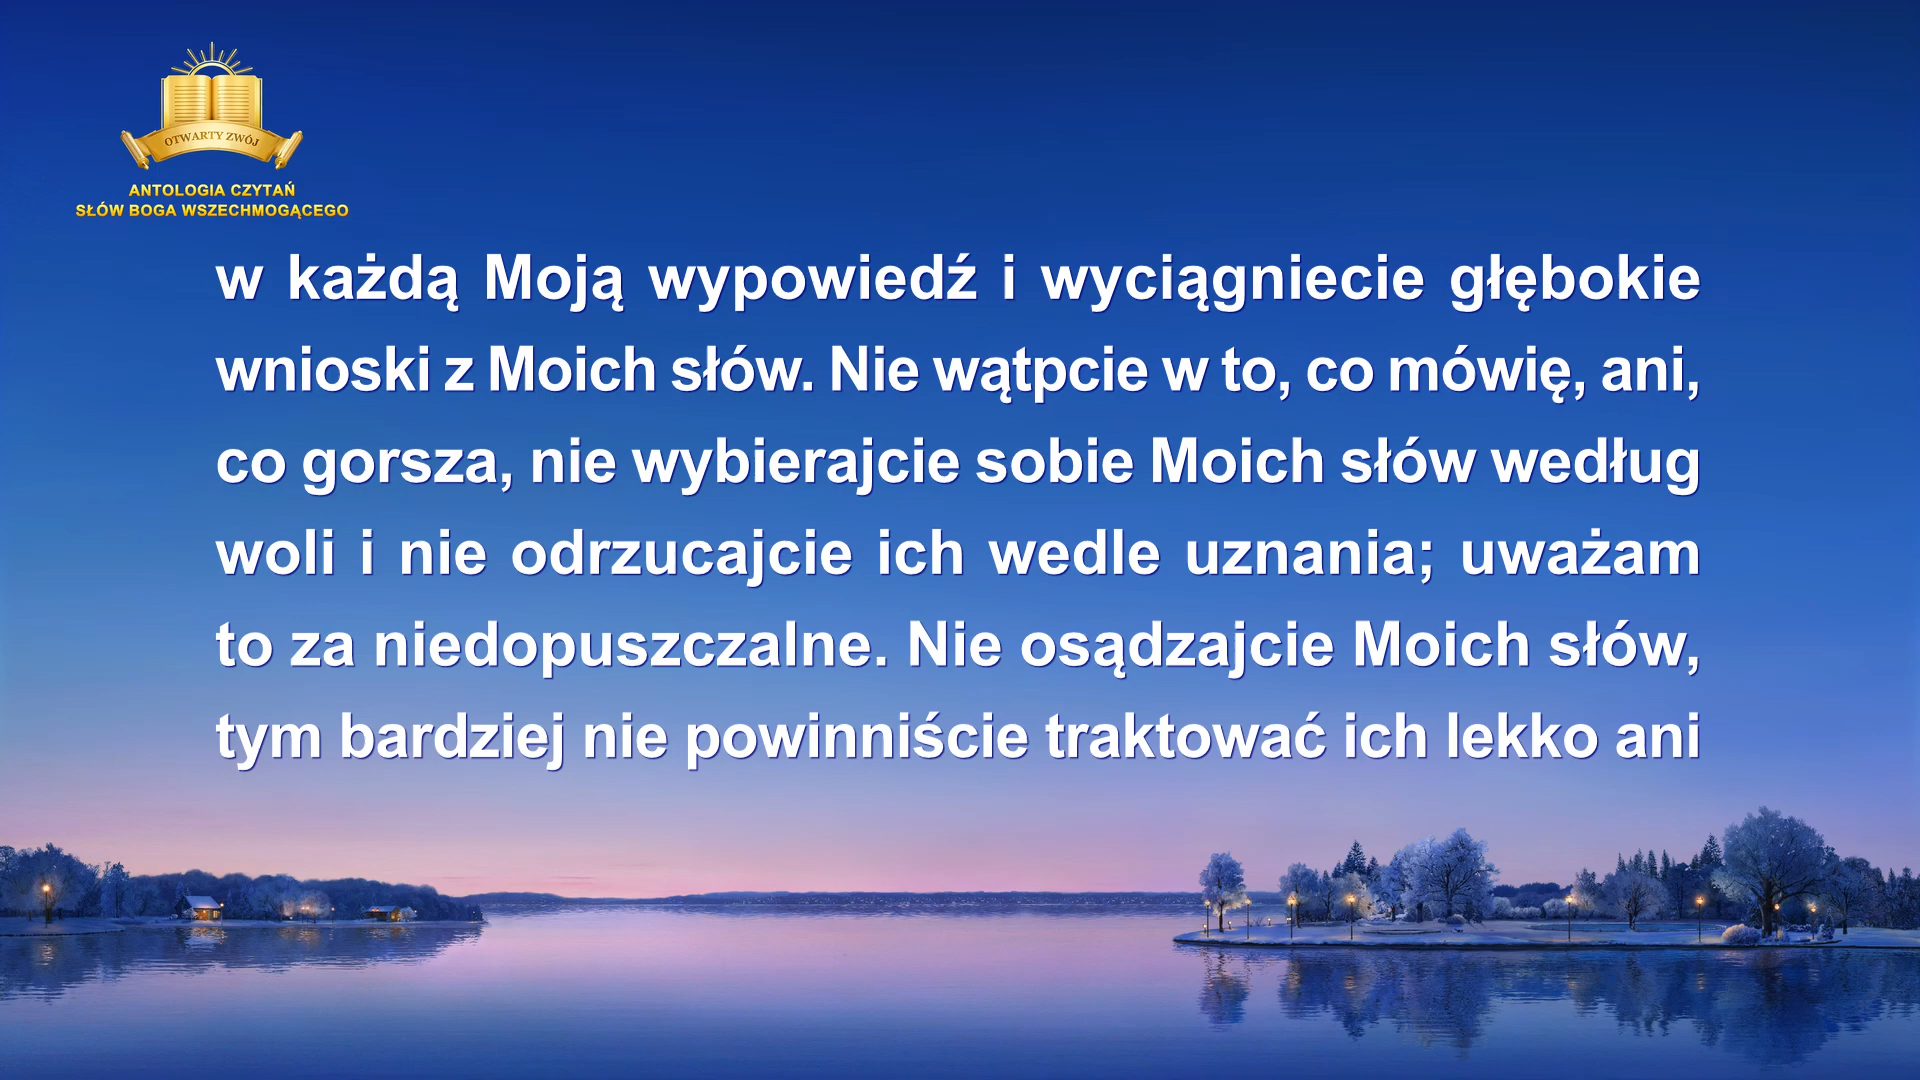 OTWARTY ZWÓJ
ANTOLOGIA CZYTAŃ
SŁÓW BOGA WSZECHMOGĄCEGO
w każdą Moją wypowiedź i wyciągniecie głębokie
wnioski z Moich słów. Nie wątpcie w to, co mówię, ani,
co gorsza, nie wybierajcie sobie Moich słów według
woli i nie odrzucajcie ich wedle uznania; uważam
to za niedopuszczalne. Nie osądzajcie Moich słów,
tym bardziej nie powinniście traktować ich lekko ani